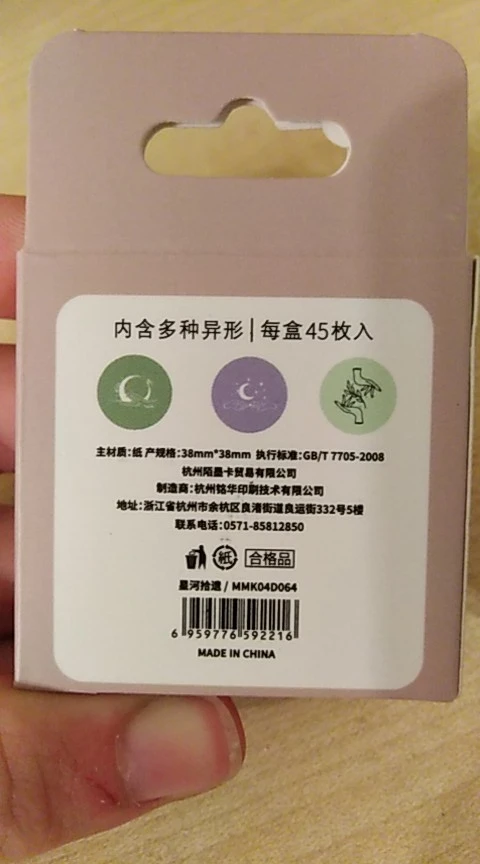 内含多种异形|每盒45枚入
主材质:纸 产规格:38mm*38mm 执行标准:GB/T 7705-2008
杭州陌墨卡贸易有限公司
制造商:杭州铭华印刷技术有限公司
地址:浙江省杭州市余杭区良渚街道良运街332号5楼
联系电话:0571-85812850
紙 合格品
星河拾遗 / MMK04D064
6 959776 592216
MADE IN CHINA